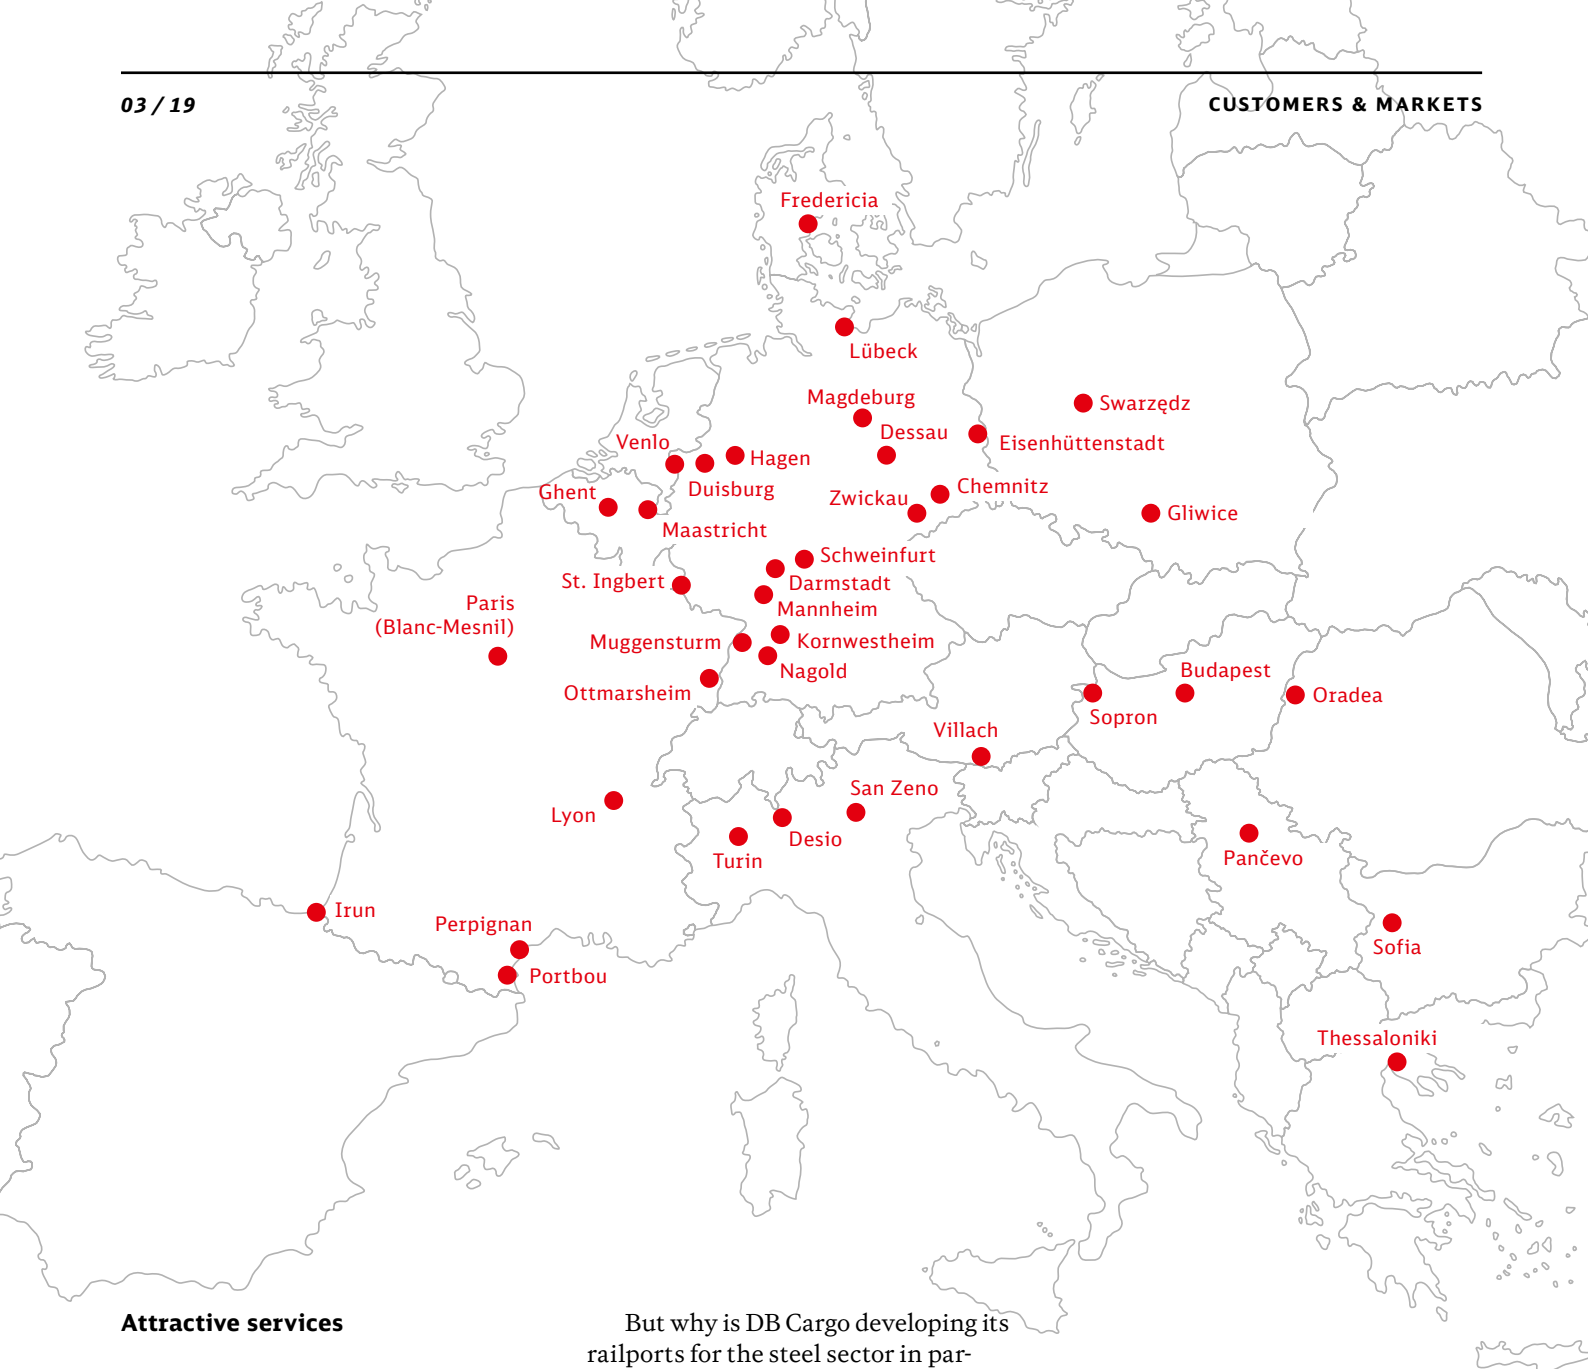 03 / 19
CUSTOMERS & MARKETS
Fredericia
Lübeck
Magdeburg
Swarzędz
Dessau
Eisenhüttenstadt
Venlo
Hagen
Duisburg
Ghent
Zwickau
Chemnitz
Gliwice
Maastricht
Schweinfurt
St. Ingbert
Darmstadt
Paris
(Blanc-Mesnil)
Mannheim
Muggensturm
Kornwestheim
Nagold
Budapest
Ottmarsheim
Oradea
Sopron
Villach
San Zeno
Lyon
Desio
Turin
Pančevo
Irun
Perpignan
Sofia
Portbou
Thessaloniki
Attractive services
But why is DB Cargo developing its
railports for the steel sector in par-